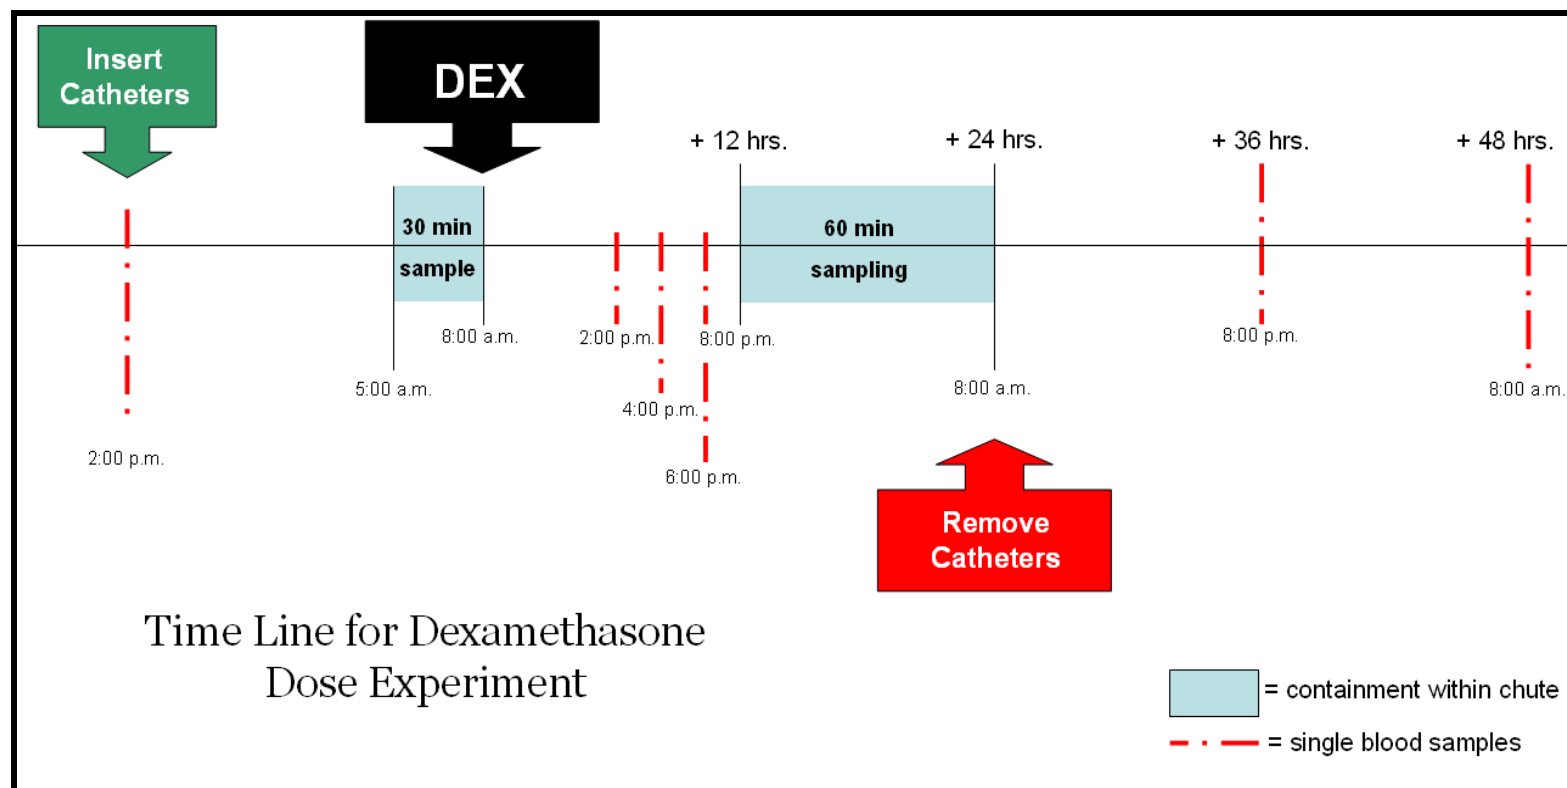 Insert
Catheters
DEX
+ 12 hrs.
+ 24 hrs.
+ 36 hrs.
+ 48 hrs.
30 min
sample
60 min
sampling
8:00 a.m.
2:00 p.m.
8:00 p.m.
8:00 p.m.
5:00 a.m.
8:00 a.m.
8:00 a.m.
4:00 p.m.
2:00 p.m.
6:00 p.m.
Remove
Catheters
Time Line for Dexamethasone
Dose Experiment
= containment within chute
= single blood samples